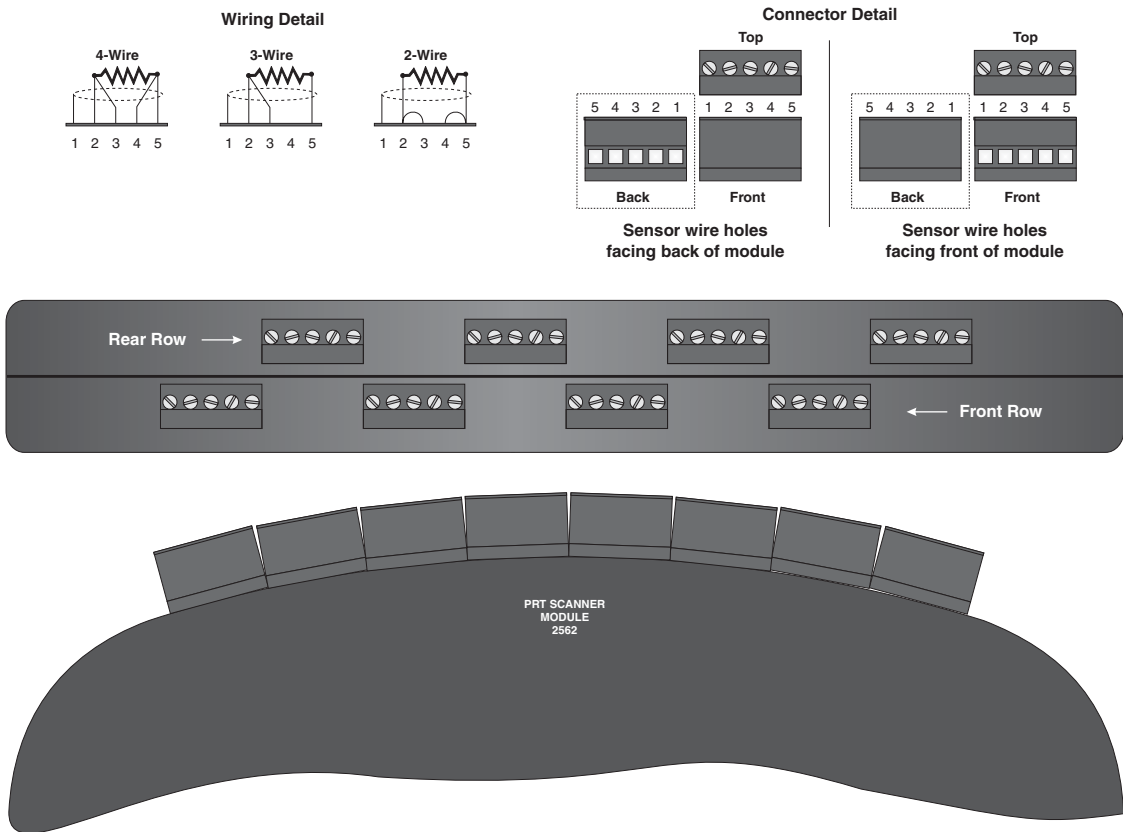 Wiring Detail
4-Wire
3-Wire
2-Wire
1 2 3 4 5
1 2 3 4 5
1 2 3 4 5
Connector Detail
Top
5 4 3 2 1
1 2 3 4 5
Back
Front
Sensor wire holes
facing back of module
Top
5 4 3 2 1
1 2 3 4 5
Back
Front
Sensor wire holes
facing front of module
Rear Row
Front Row
PRT SCANNER
MODULE
2562